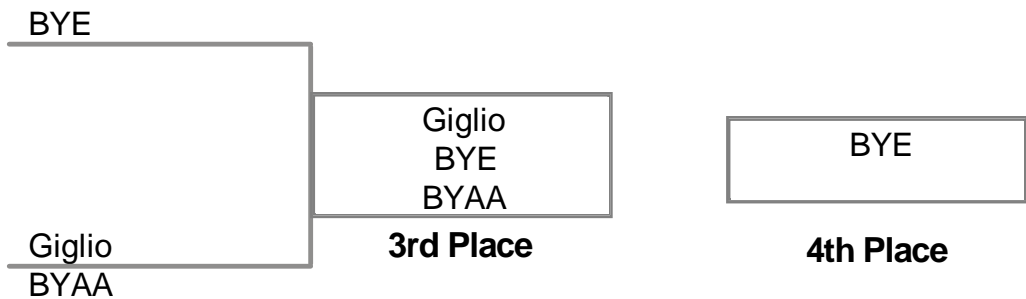 BYE
Giglio
BYE
BYAA
BYE
Giglio
BYAA
3rd Place
4th Place